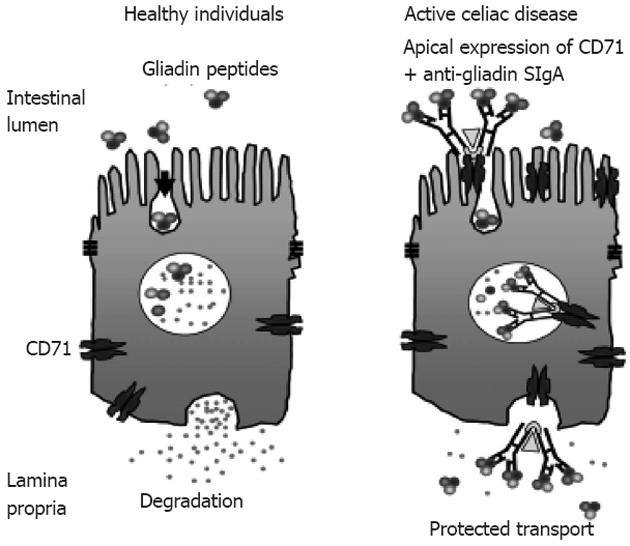 Healthy individuals
Active celiac disease
Gliadin peptides
Apical expression of CD71
+ anti-gliadin SIgA
Intestinal
lumen
CD71
Lamina
propria
Degradation
Protected transport